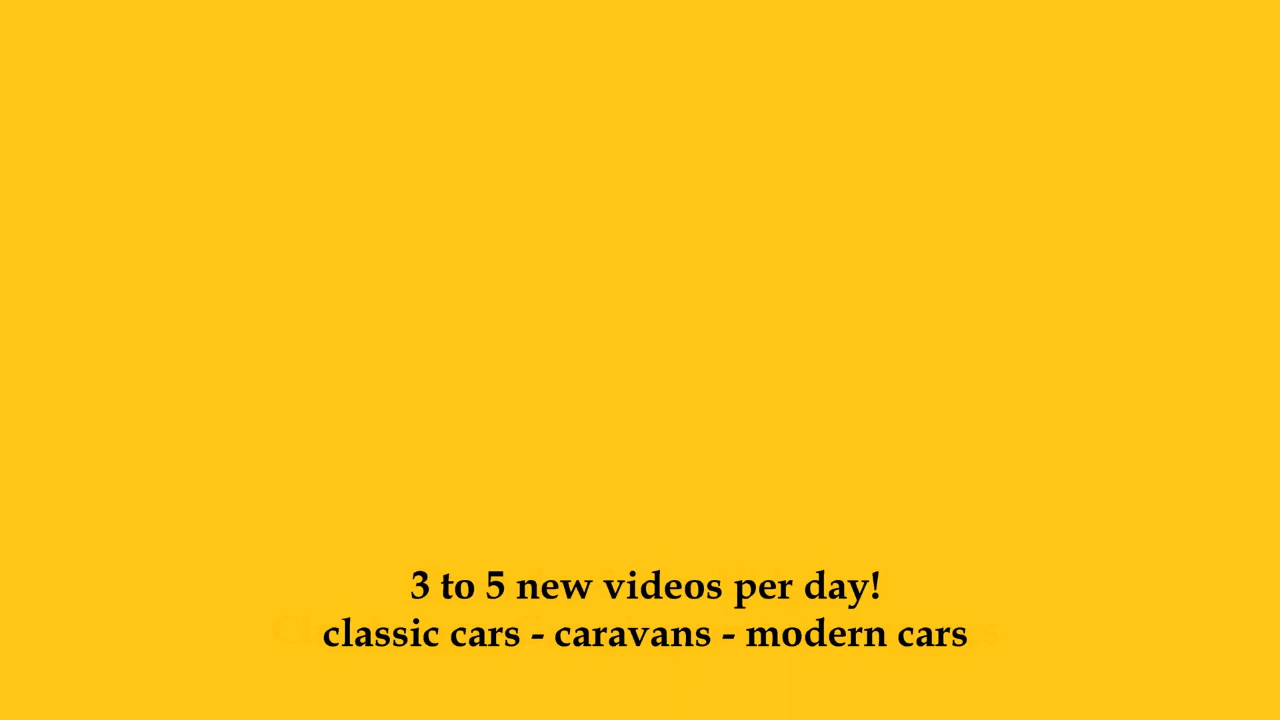 3 to 5 new videos per day!
classic cars - caravans - modern cars